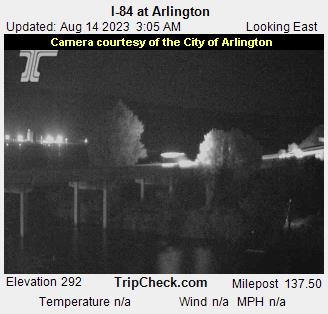 I-84 at Arlington
Updated: Aug 14 2023 3:05 AM Looking East
Camera courtesy of the City of Arlington
Elevation 292 TripCheck.com Milepost 137.50
Temperature n/a Wind n/a MPH n/a